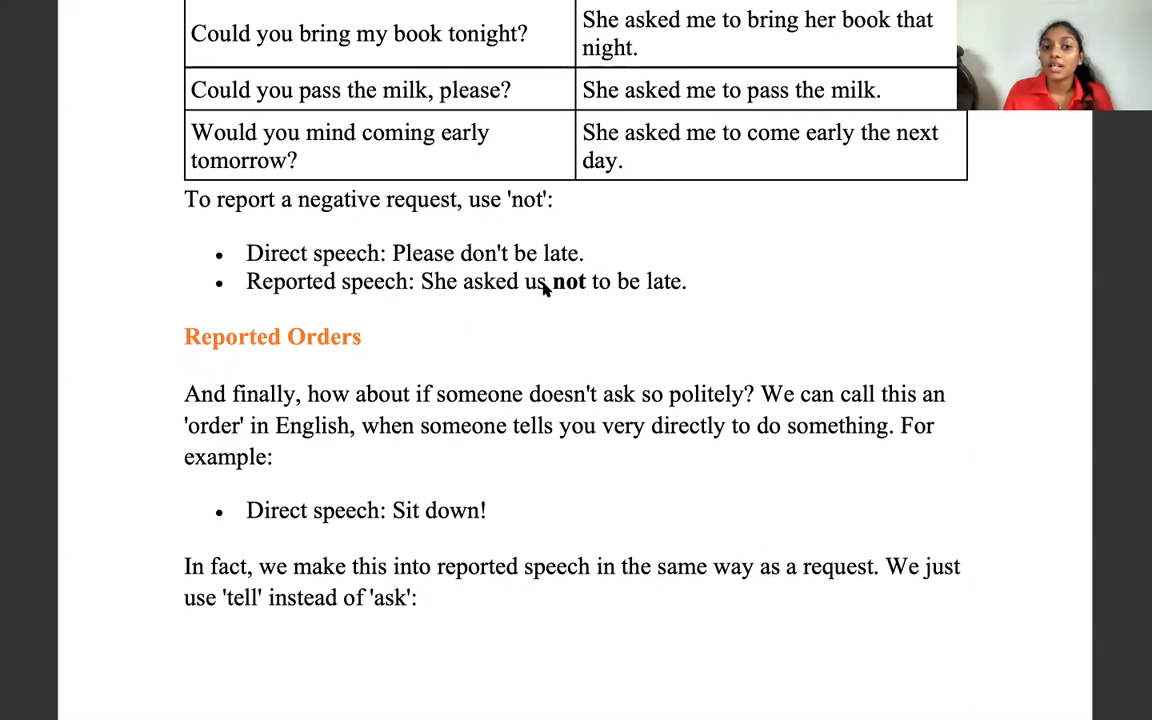 Could you bring my book tonight?
She asked me to bring her book that
night.
Could you pass the milk, please?
She asked me to pass the milk.
Would you mind coming early
tomorrow?
She asked me to come early the next
day.
To report a negative request, use 'not':
• Direct speech: Please don't be late.
• Reported speech: She asked us not to be late.
Reported Orders
And finally, how about if someone doesn't ask so politely? We can call this an
'order' in English, when someone tells you very directly to do something. For
example:
• Direct speech: Sit down!
In fact, we make this into reported speech in the same way as a request. We just
use 'tell' instead of 'ask':